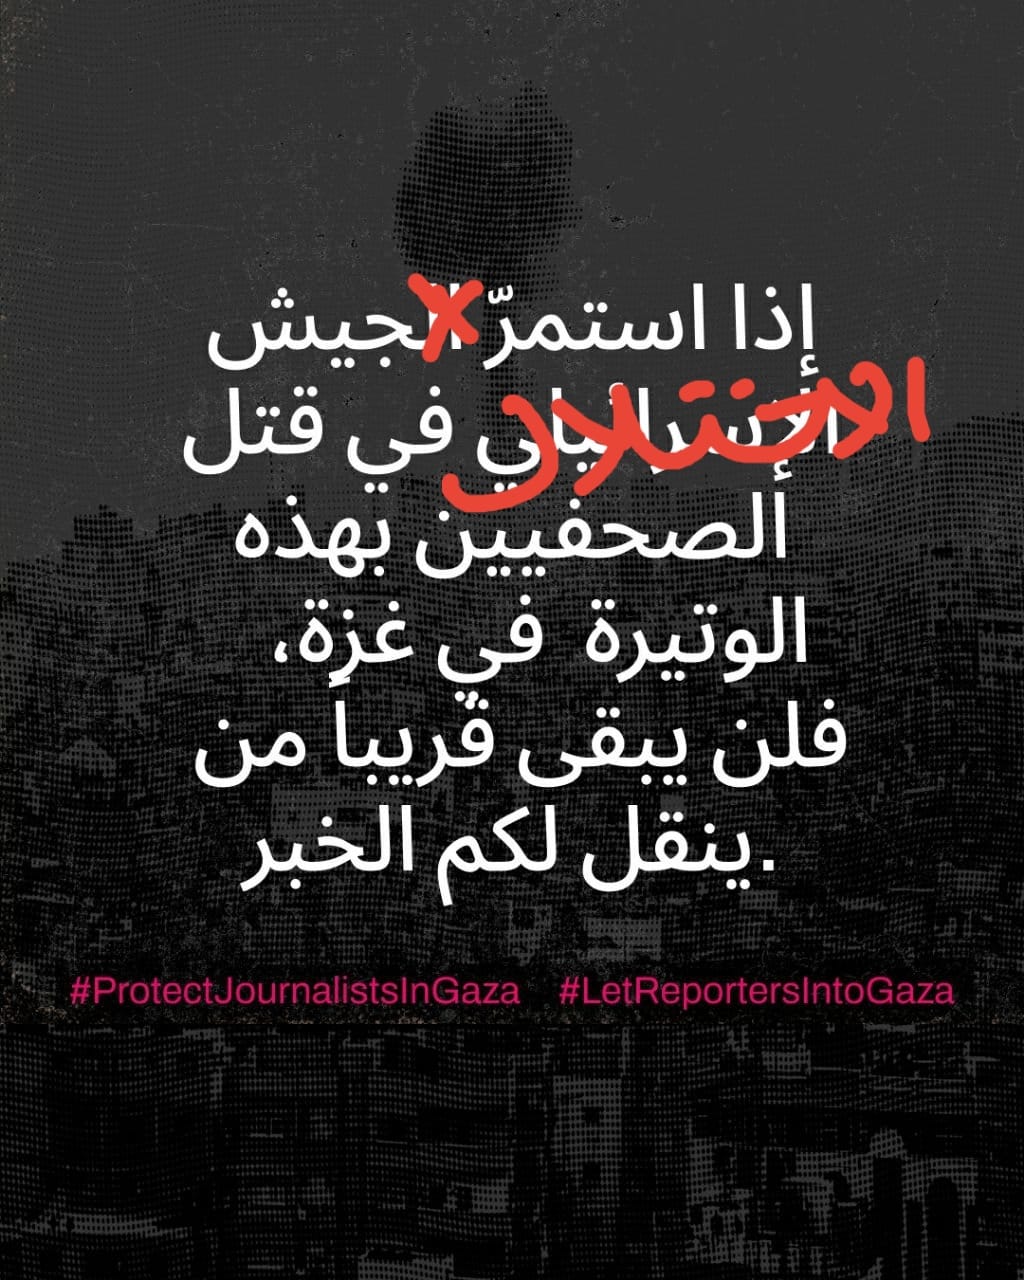 إذا استمرّ الجيش
الإسرائيلي في قتل
الاحتلال
الصحفيين بهذه
الوتيرة في غزة،
فلن يبقى قريباً من
ينقل لكم الخبر.
#ProtectJournalistsInGaza #LetReportersIntoGaza